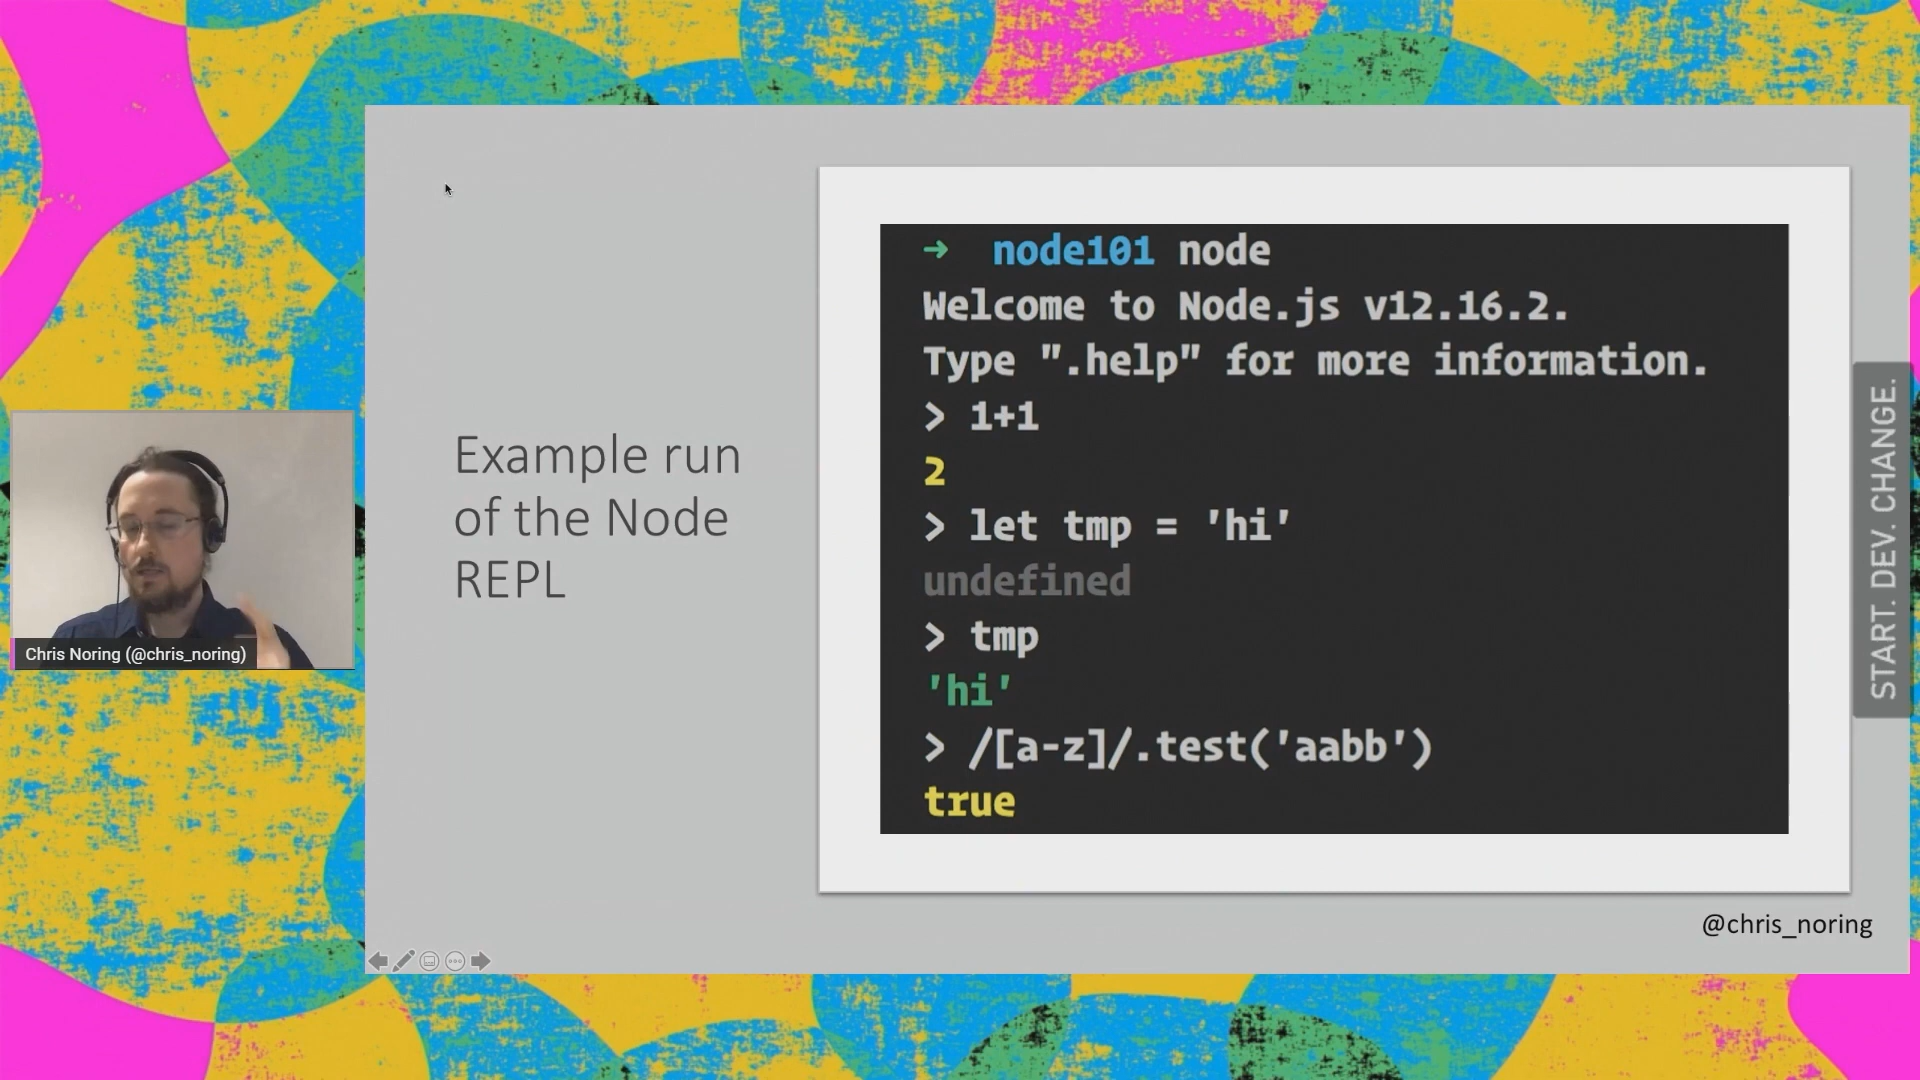 Example run
of the Node
REPL
→ node101 node
Welcome to Node.js v12.16.2.
Type ".help" for more information.
> 1+1
2
> let tmp = 'hi'
undefined
> tmp
'hi'
> /[a-z]/.test('aabb')
true
START. DEV. CHANGE.
Chris Noring (@chris_noring)
@chris_noring